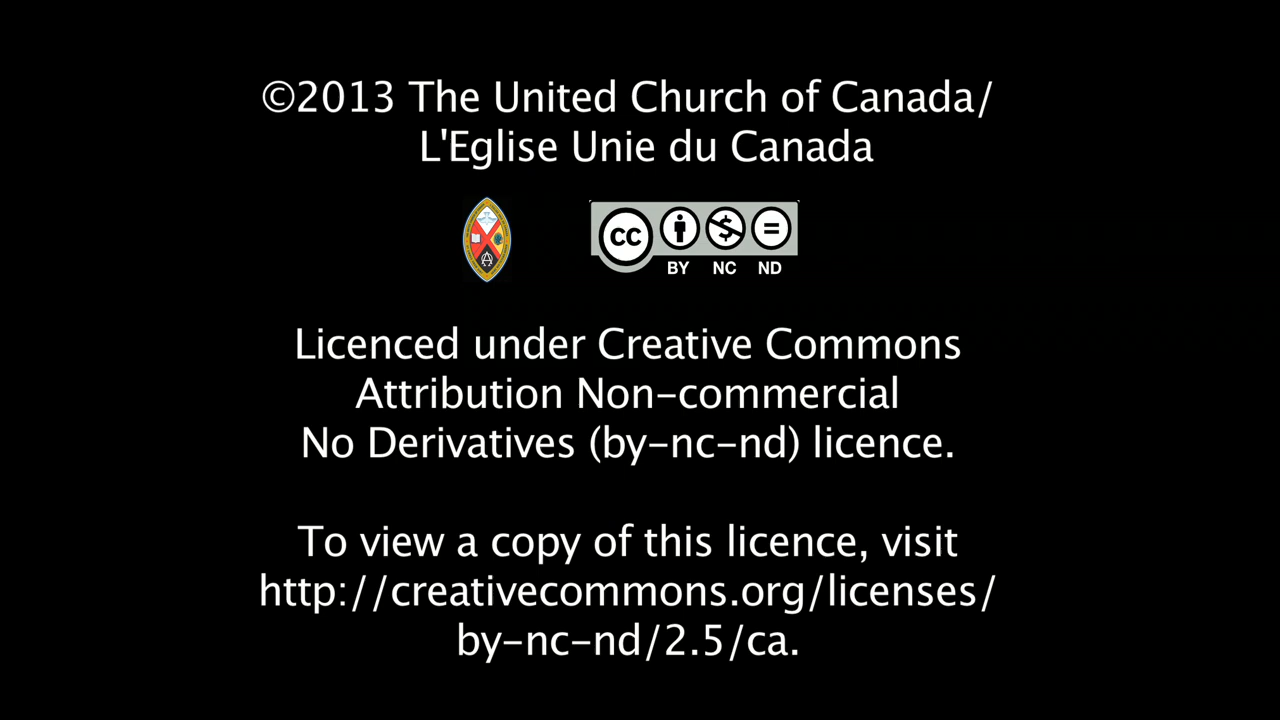 ©2013 The United Church of Canada/
L'Eglise Unie du Canada
cc
BY NC ND
Licenced under Creative Commons
Attribution Non-commercial
No Derivatives (by-nc-nd) licence.
To view a copy of this licence, visit
http://creativecommons.org/licenses/
by-nc-nd/2.5/ca.